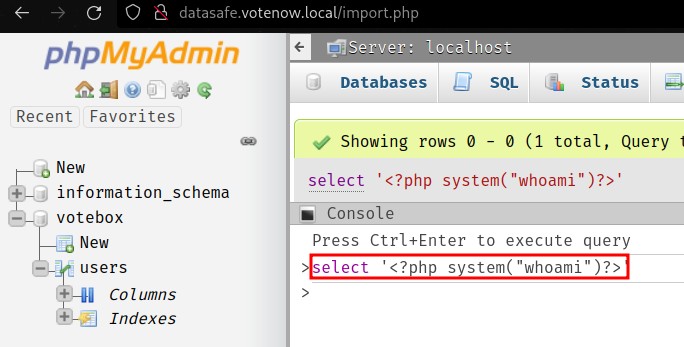 datasafe.votenow.local/import.php
phpMyAdmin
Recent Favorites
New
information_schema
votebox
New
users
Columns
Indexes
Server: localhost
Databases SQL Status
Showing rows 0 - 0 (1 total, Query
select '<?php system("whoami")?>'
Console
Press Ctrl+Enter to execute query
>select '<?php system("whoami")?>'
>